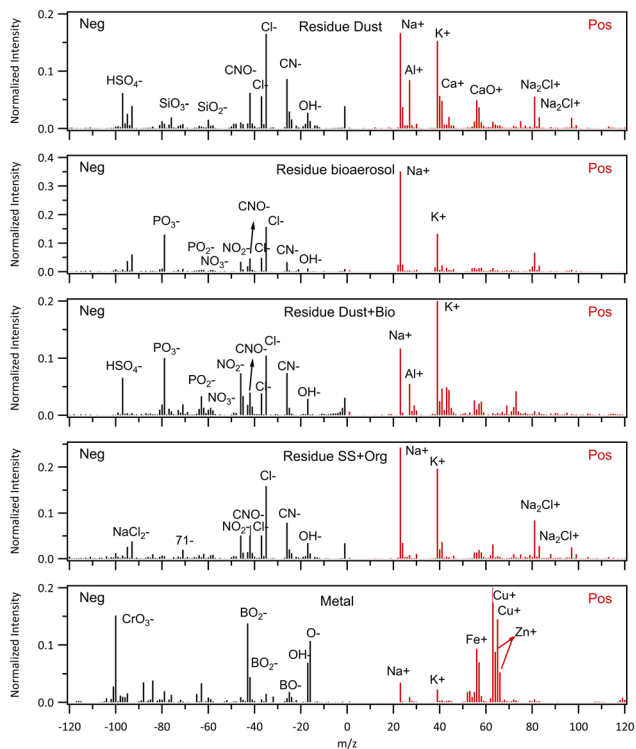 Neg Residue Dust Pos
Normalized Intensity
0.2
0.1
0.0
HSO4-
SiO3-
SiO2-
CNO-
Cl-
Cl-
CN-
OH-
Na+
Al+
K+
Ca+
CaO+
Na2Cl+
Na2Cl+
Neg Residue bioaerosol Pos
Normalized Intensity
0.4
0.3
0.2
0.1
0.0
PO3-
PO2-
NO3-
NO2-
CNO-
Cl-
Cl-
CN-
OH-
Na+
K+
Neg Residue Dust+Bio Pos
Normalized Intensity
0.2
0.1
0.0
HSO4-
PO3-
PO2-
NO3-
NO2-
CNO-
Cl-
Cl-
CN-
OH-
Na+
Al+
K+
Neg Residue SS+Org Pos
Normalized Intensity
0.2
0.1
0.0
NaCl2-
71-
NO2-
CNO-
Cl-
Cl-
CN-
OH-
Na+
K+
Na2Cl+
Na2Cl+
Neg Metal Pos
Normalized Intensity
0.2
0.1
0.0
CrO3-
BO2-
BO2-
BO-
OH-
O-
Na+
K+
Fe+
Cu+
Cu+
Zn+
-120 -100 -80 -60 -40 -20 0 0 20 40 60 80 100 120
m/z